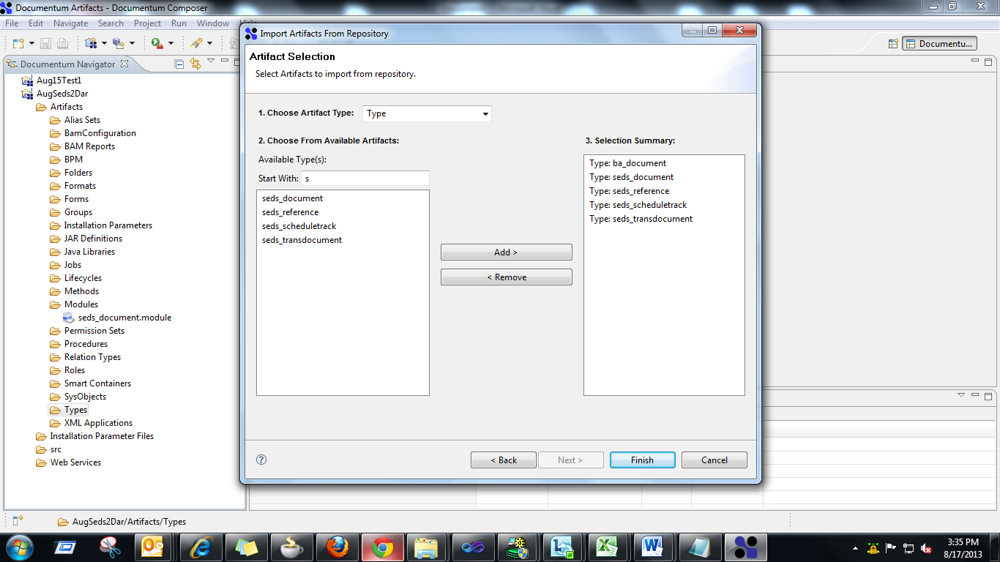 Documentum Artifacts - Documentum Composer
File Edit Navigate Search Project Run Window
Documentu...
Documentum Navigator
Aug15Test1
AugSeds2Dar
Artifacts
Alias Sets
BamConfiguration
BAM Reports
BPM
Folders
Formats
Forms
Groups
Installation Parameters
JAR Definitions
Java Libraries
Jobs
Lifecycles
Methods
Modules
seds_document.module
Permission Sets
Procedures
Relation Types
Roles
Smart Containers
SysObjects
Types
XML Applications
Installation Parameter Files
src
Web Services
Import Artifacts From Repository
Artifact Selection
Select Artifacts to import from repository.
1. Choose Artifact Type: Type
2. Choose From Available Artifacts:
Available Type(s):
Start With: s
seds_document
seds_reference
seds_scheduletrack
seds_transdocument
Add >
< Remove
3. Selection Summary:
Type: ba_document
Type: seds_document
Type: seds_reference
Type: seds_scheduletrack
Type: seds_transdocument
< Back Next > Finish Cancel
AugSeds2Dar/Artifacts/Types
3:35 PM
8/17/2013